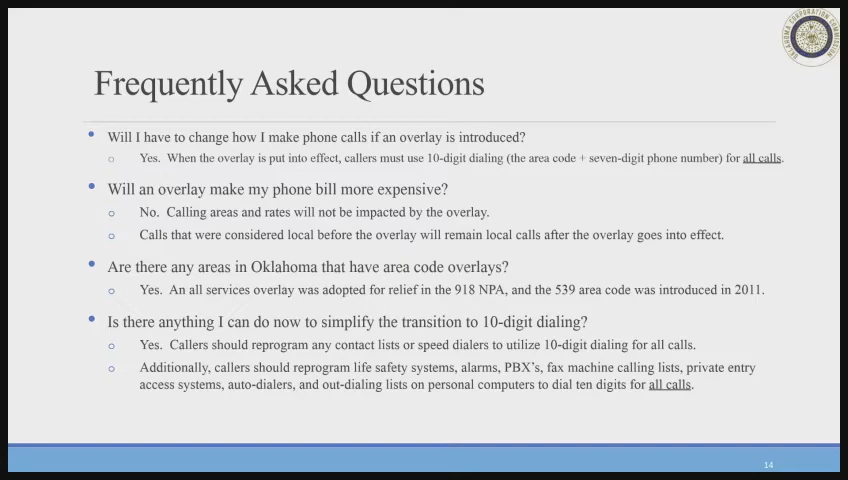 OKLAHOMA CORPORATION COMMISSION
Frequently Asked Questions
• Will I have to change how I make phone calls if an overlay is introduced?
o Yes. When the overlay is put into effect, callers must use 10-digit dialing (the area code + seven-digit phone number) for all calls.
• Will an overlay make my phone bill more expensive?
o No. Calling areas and rates will not be impacted by the overlay.
o Calls that were considered local before the overlay will remain local calls after the overlay goes into effect.
• Are there any areas in Oklahoma that have area code overlays?
o Yes. An all services overlay was adopted for relief in the 918 NPA, and the 539 area code was introduced in 2011.
• Is there anything I can do now to simplify the transition to 10-digit dialing?
o Yes. Callers should reprogram any contact lists or speed dialers to utilize 10-digit dialing for all calls.
o Additionally, callers should reprogram life safety systems, alarms, PBX's, fax machine calling lists, private entry
access systems, auto-dialers, and out-dialing lists on personal computers to dial ten digits for all calls.
14